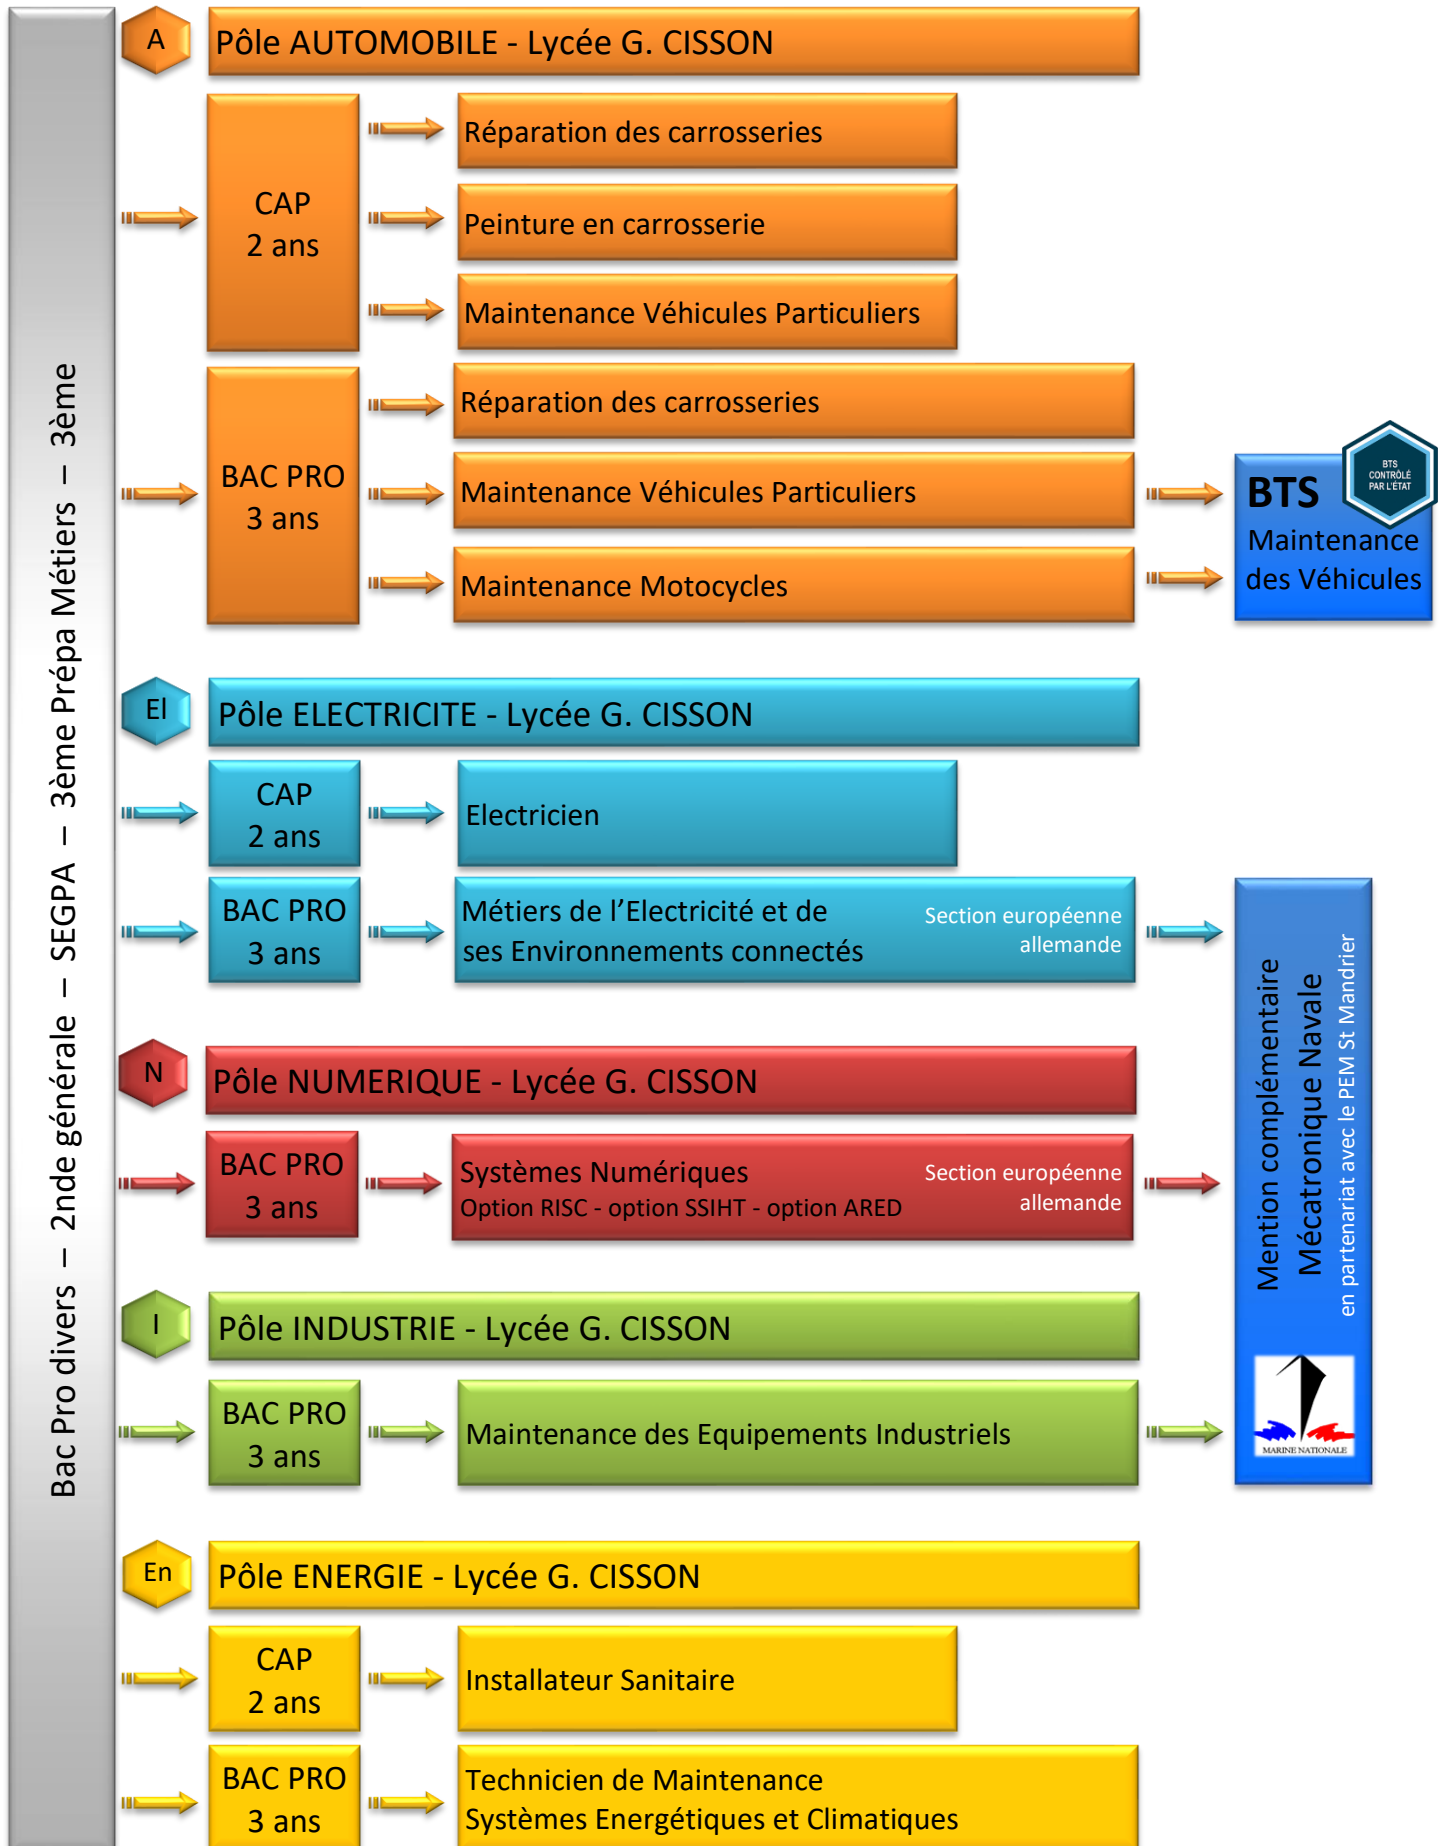 Bac Pro divers – 2nde générale – SEGPA – 3ème Prépa Métiers – 3ème
A
Pôle AUTOMOBILE - Lycée G. CISSON
CAP
2 ans
Réparation des carrosseries
Peinture en carrosserie
Maintenance Véhicules Particuliers
BAC PRO
3 ans
Réparation des carrosseries
Maintenance Véhicules Particuliers
Maintenance Motocycles
BTS
CONTRÔLÉ
PAR L'ÉTAT
BTS
Maintenance
des Véhicules
El
Pôle ELECTRICITE - Lycée G. CISSON
CAP
2 ans
Electricien
BAC PRO
3 ans
Métiers de l’Electricité et de
ses Environnements connectés
Section européenne
allemande
N
Pôle NUMERIQUE - Lycée G. CISSON
BAC PRO
3 ans
Systèmes Numériques
Option RISC - option SSIHT - option ARED
Section européenne
allemande
Mention complémentaire
Mécatronique Navale
en partenariat avec le PEM St Mandrier
MARINE NATIONALE
I
Pôle INDUSTRIE - Lycée G. CISSON
BAC PRO
3 ans
Maintenance des Equipements Industriels
En
Pôle ENERGIE - Lycée G. CISSON
CAP
2 ans
Installateur Sanitaire
BAC PRO
3 ans
Technicien de Maintenance
Systèmes Energétiques et Climatiques